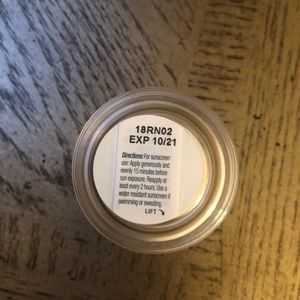 18RN02
EXP 10/21
Directions: For sunscreen
use: Apply generously and
evenly 15 minutes before
sun exposure. Reapply at
least every 2 hours. Use a
water resistant sunscreen if
swimming or sweating.
LIFT